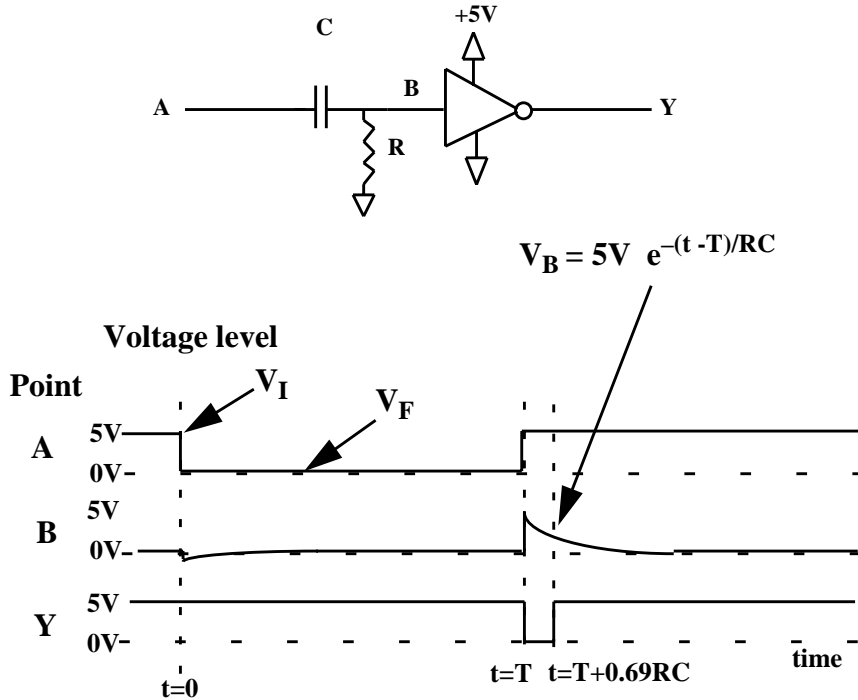 +5V
C
A
B
Y
R
V_B = 5V e^–(t -T)/RC
Voltage level
V_I
Point
V_F
5V
A
0V
5V
B
0V
5V
Y
0V
time
t=0
t=T
t=T+0.69RC